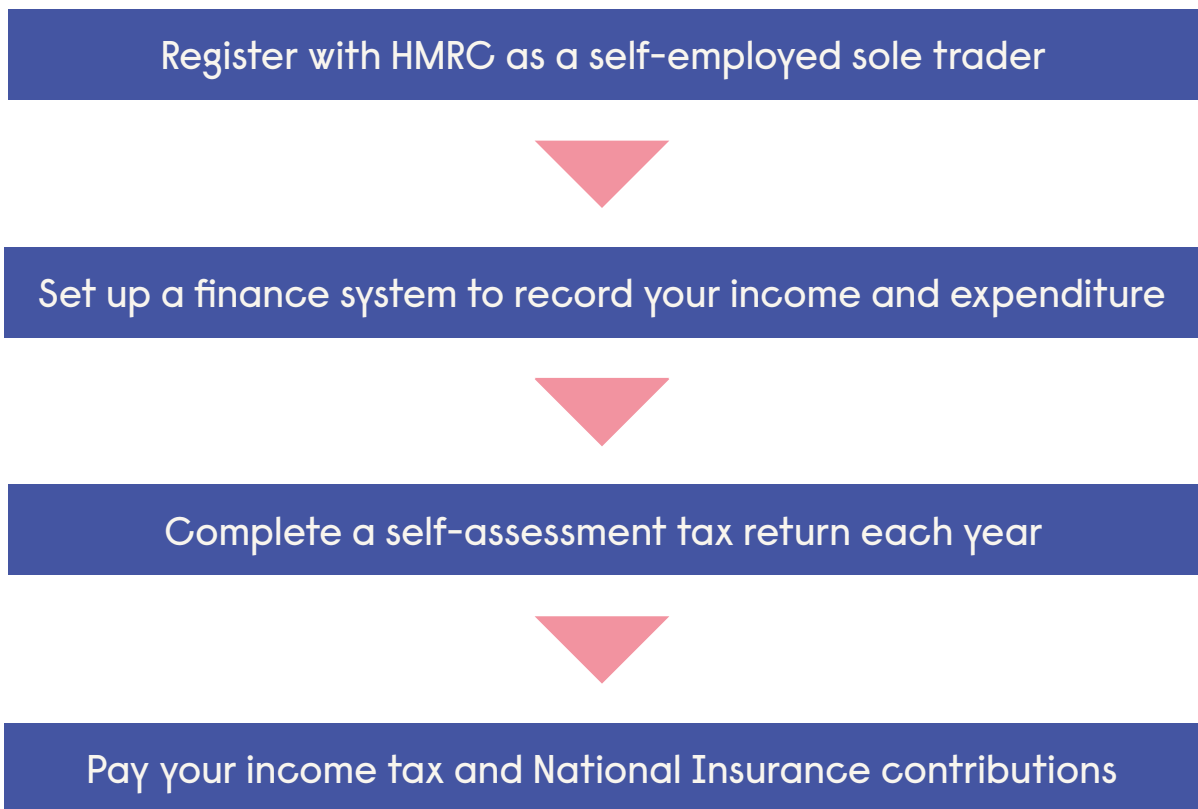 Register with HMRC as a self-employed sole trader
Set up a finance system to record your income and expenditure
Complete a self-assessment tax return each year
Pay your income tax and National Insurance contributions